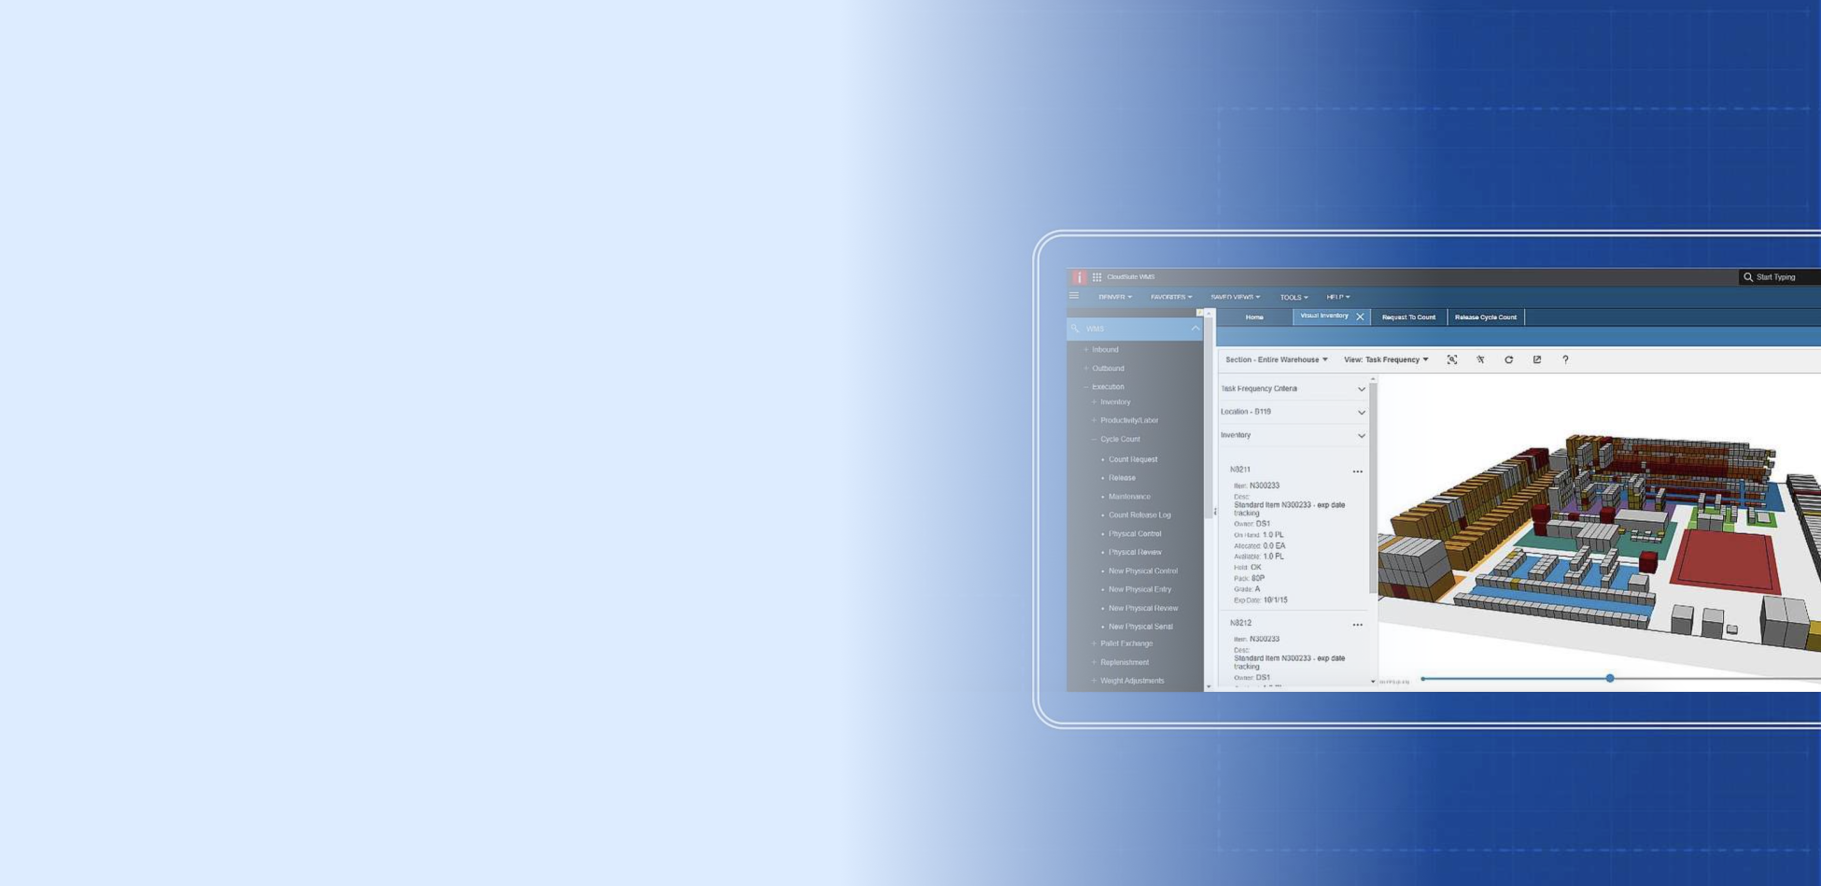 CloudSuite WMS
Start Typing
DENVER
FAVORITES
SAVED VIEWS
TOOLS
HELP
Home
Visual Inventory
Request To Count
Release Cycle Count
WMS
Inbound
Outbound
Execution
Inventory
Productivity/Labor
Cycle Count
Count Request
Release
Maintenance
Count Release Log
Physical Control
Physical Review
New Physical Control
New Physical Entry
New Physical Review
New Physical Serial
Pallet Exchange
Replenishment
Weight Adjustments
Section - Entire Warehouse
View: Task Frequency
?
Task Frequency Criteria
Location - B119
Inventory
N8211
Item: N300233
Desc:
Standard Item N300233 - exp date
tracking
Owner: DS1
On Hand: 1.0 PL
Allocated: 0.0 EA
Available: 1.0 PL
Hold: OK
Pack: 80P
Grade: A
Exp Date: 10/1/15
N8212
Item: N300233
Desc:
Standard Item N300233 - exp date
tracking
Owner: DS1